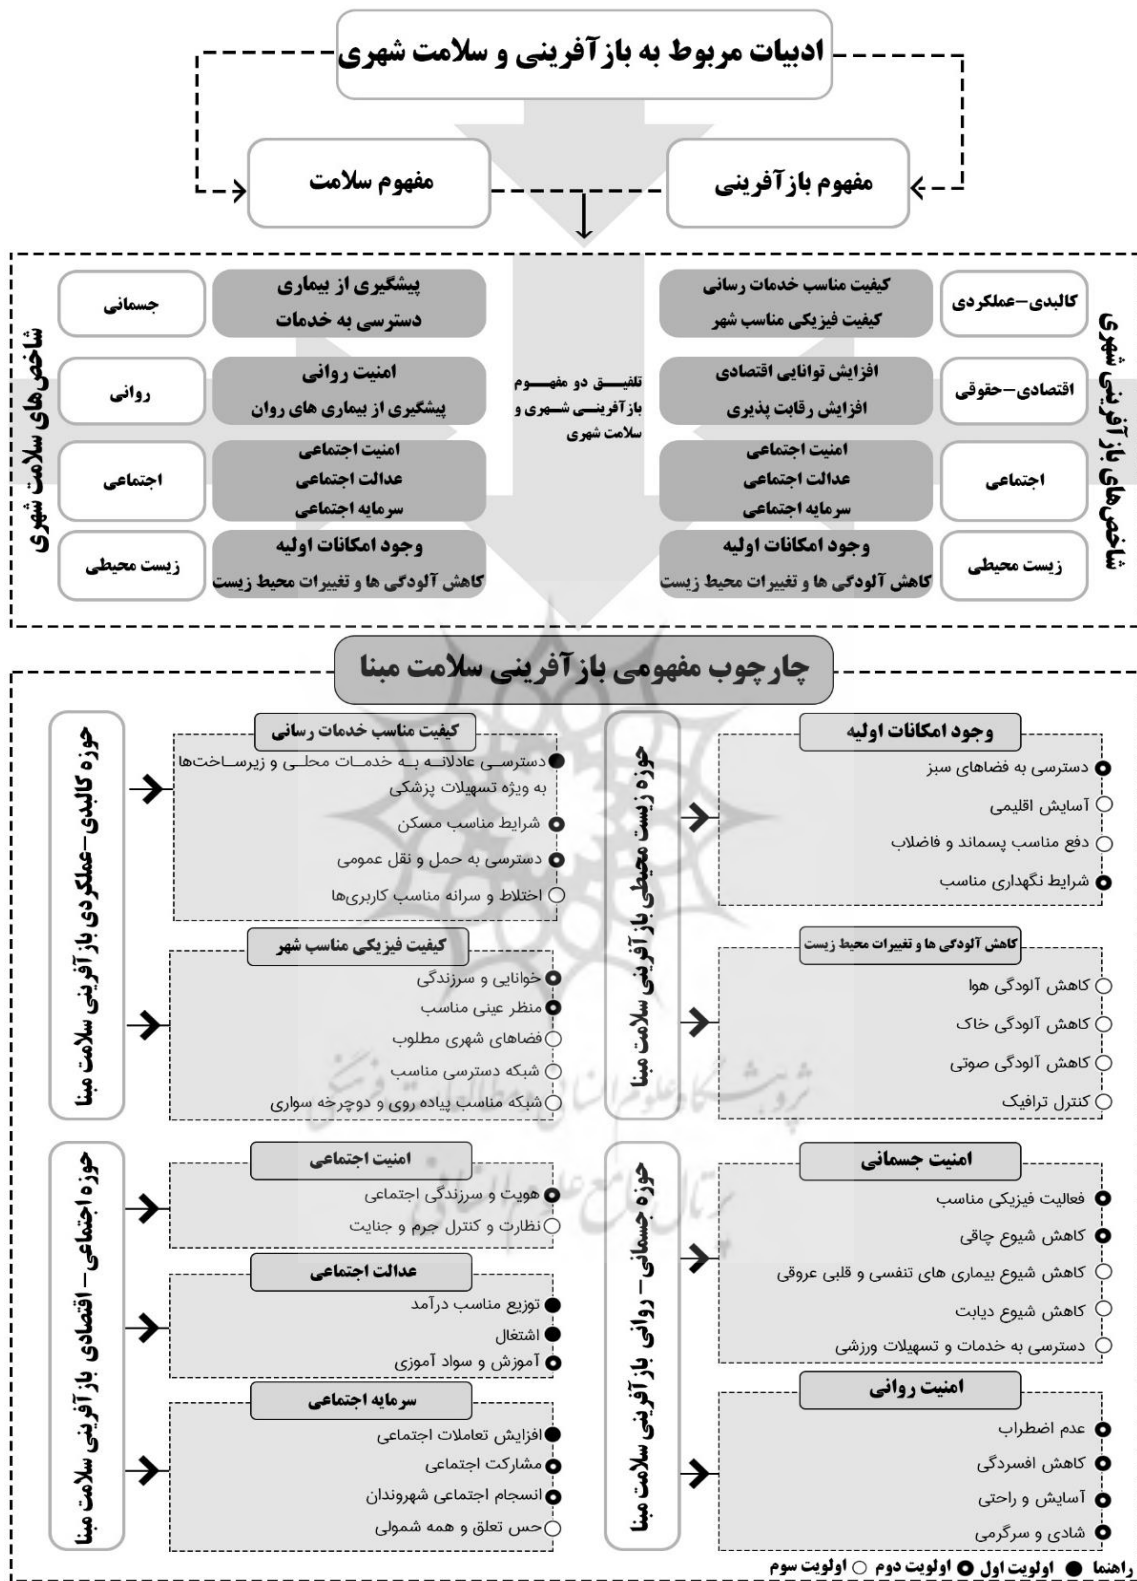 ادبیات مربوط به بازآفرینی و سلامت شهری
مفهوم بازآفرینی
مفهوم سلامت
شاخص‌های بازآفرینی شهری
کالبدی–عملکردی
کیفیت مناسب خدمات رسانی
کیفیت فیزیکی مناسب شهر
اقتصادی–حقوقی
افزایش توانایی اقتصادی
افزایش رقابت پذیری
اجتماعی
امنیت اجتماعی
عدالت اجتماعی
سرمایه اجتماعی
زیست محیطی
وجود امکانات اولیه
کاهش آلودگی ها و تغییرات محیط زیست
تلفیق دو مفهوم
بازآفرینی شهری و
سلامت شهری
پیشگیری از بیماری
دسترسی به خدمات
جسمانی
امنیت روانی
پیشگیری از بیماری های روان
روانی
امنیت اجتماعی
عدالت اجتماعی
سرمایه اجتماعی
اجتماعی
وجود امکانات اولیه
کاهش آلودگی ها و تغییرات محیط زیست
زیست محیطی
شاخص‌های سلامت شهری
چارچوب مفهومی بازآفرینی سلامت مبنا
حوزه زیست محیطی بازآفرینی سلامت مبنا
وجود امکانات اولیه
دسترسی به فضاهای سبز
آسایش اقلیمی
دفع مناسب پسماند و فاضلاب
شرایط نگهداری مناسب
کاهش آلودگی ها و تغییرات محیط زیست
کاهش آلودگی هوا
کاهش آلودگی خاک
کاهش آلودگی صوتی
کنترل ترافیک
حوزه کالبدی–عملکردی بازآفرینی سلامت مبنا
کیفیت مناسب خدمات رسانی
دسترسی عادلانه به خدمات محلی و زیرساخت‌ها
به ویژه تسهیلات پزشکی
شرایط مناسب مسکن
دسترسی به حمل و نقل عمومی
اختلاط و سرانه مناسب کاربری‌ها
کیفیت فیزیکی مناسب شهر
خوانایی و سرزندگی
منظر عینی مناسب
فضاهای شهری مطلوب
شبکه دسترسی مناسب
شبکه مناسب پیاده روی و دوچرخه سواری
پژوهشگاه علوم انسانی و مطالعات فرهنگی
پرتال جامع علوم انسانی
حوزه جسمانی– روانی بازآفرینی سلامت مبنا
امنیت جسمانی
فعالیت فیزیکی مناسب
کاهش شیوع چاقی
کاهش شیوع بیماری های تنفسی و قلبی عروقی
کاهش شیوع دیابت
دسترسی به خدمات و تسهیلات ورزشی
امنیت روانی
عدم اضطراب
کاهش افسردگی
آسایش و راحتی
شادی و سرگرمی
حوزه اجتماعی– اقتصادی بازآفرینی سلامت مبنا
امنیت اجتماعی
هویت و سرزندگی اجتماعی
نظارت و کنترل جرم و جنایت
عدالت اجتماعی
توزیع مناسب درآمد
اشتغال
آموزش و سواد آموزی
سرمایه اجتماعی
افزایش تعاملات اجتماعی
مشارکت اجتماعی
انسجام اجتماعی شهروندان
حس تعلق و همه شمولی
راهنما ● اولویت اول اولویت دوم ○ اولویت سوم